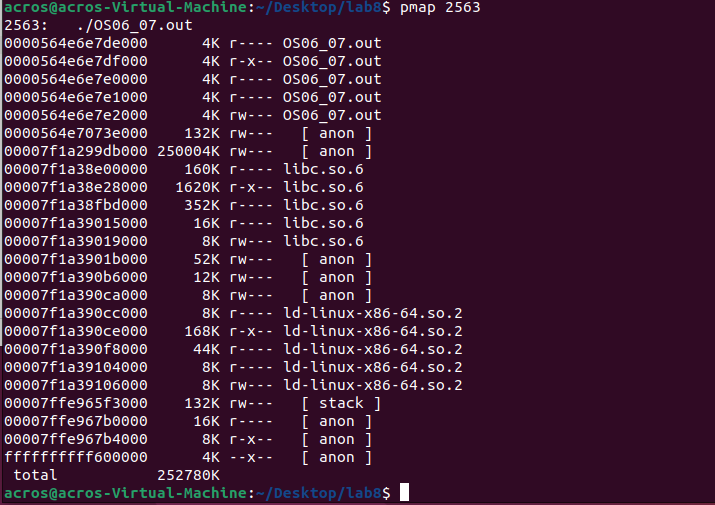 acros@acros-Virtual-Machine:~/Desktop/lab8$ pmap 2563
2563:   ./OS06_07.out
0000564e6e7de000      4K r---- OS06_07.out
0000564e6e7df000      4K r-x-- OS06_07.out
0000564e6e7e0000      4K r---- OS06_07.out
0000564e6e7e1000      4K r---- OS06_07.out
0000564e6e7e2000      4K rw--- OS06_07.out
0000564e7073e000    132K rw---   [ anon ]
00007f1a299db000 250004K rw---   [ anon ]
00007f1a38e00000    160K r---- libc.so.6
00007f1a38e28000   1620K r-x-- libc.so.6
00007f1a38fbd000    352K r---- libc.so.6
00007f1a39015000     16K r---- libc.so.6
00007f1a39019000      8K rw--- libc.so.6
00007f1a3901b000     52K rw---   [ anon ]
00007f1a390b6000     12K rw---   [ anon ]
00007f1a390ca000      8K rw---   [ anon ]
00007f1a390cc000      8K r---- ld-linux-x86-64.so.2
00007f1a390ce000    168K r-x-- ld-linux-x86-64.so.2
00007f1a390f8000     44K r---- ld-linux-x86-64.so.2
00007f1a39104000      8K r---- ld-linux-x86-64.so.2
00007f1a39106000      8K rw--- ld-linux-x86-64.so.2
00007ffe965f3000    132K rw---   [ stack ]
00007ffe967b0000     16K r----   [ anon ]
00007ffe967b4000      8K r-x--   [ anon ]
ffffffffff600000      4K --x--   [ anon ]
 total           252780K
acros@acros-Virtual-Machine:~/Desktop/lab8$